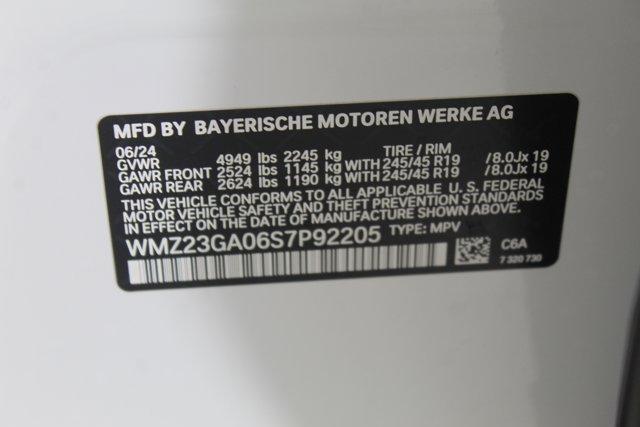 MFD BY BAYERISCHE MOTOREN WERKE AG
06/24 TIRE / RIM
GVWR 4949 lbs 2245 kg
GAWR FRONT 2524 lbs 1145 kg WITH 245/45 R19 /8.0Jx 19
GAWR REAR 2624 lbs 1190 kg WITH 245/45 R19 /8.0Jx 19
THIS VEHICLE CONFORMS TO ALL APPLICABLE U. S. FEDERAL
MOTOR VEHICLE SAFETY AND THEFT PREVENTION STANDARDS
IN EFFECT ON THE DATE OF MANUFACTURE SHOWN ABOVE.
WMZ23GA06S7P92205 TYPE: MPV C6A
7 320 730